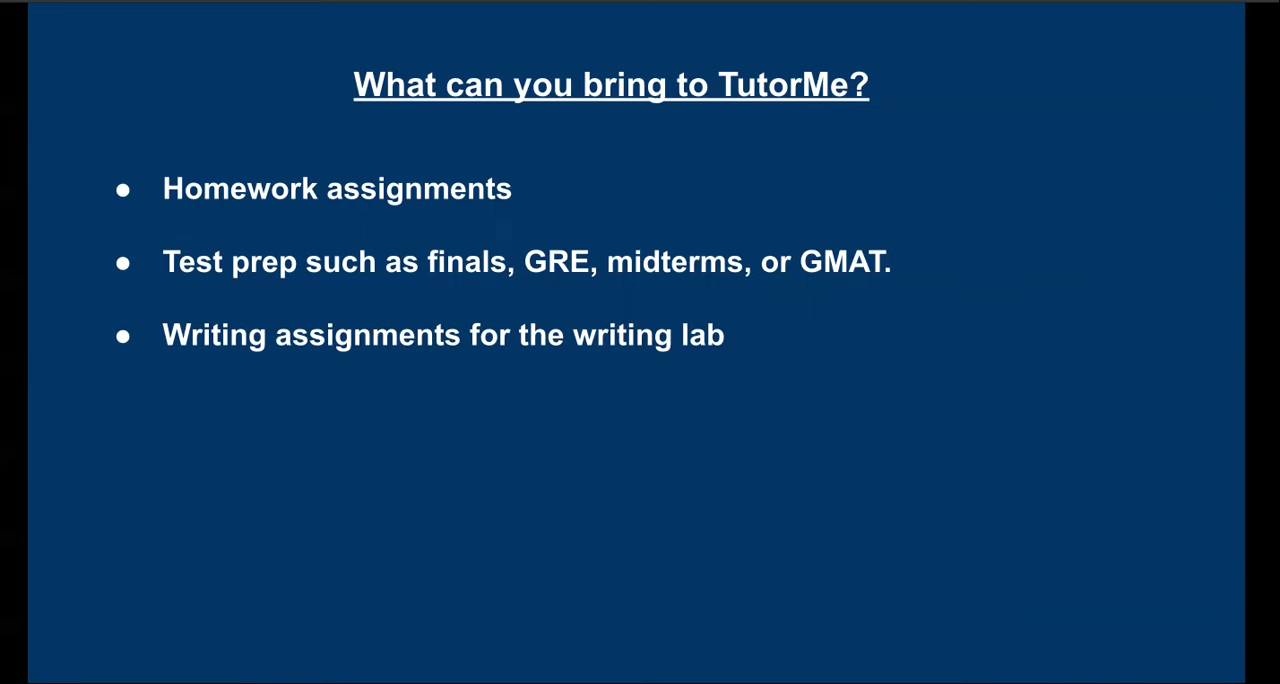 What can you bring to TutorMe?
● Homework assignments
● Test prep such as finals, GRE, midterms, or GMAT.
● Writing assignments for the writing lab